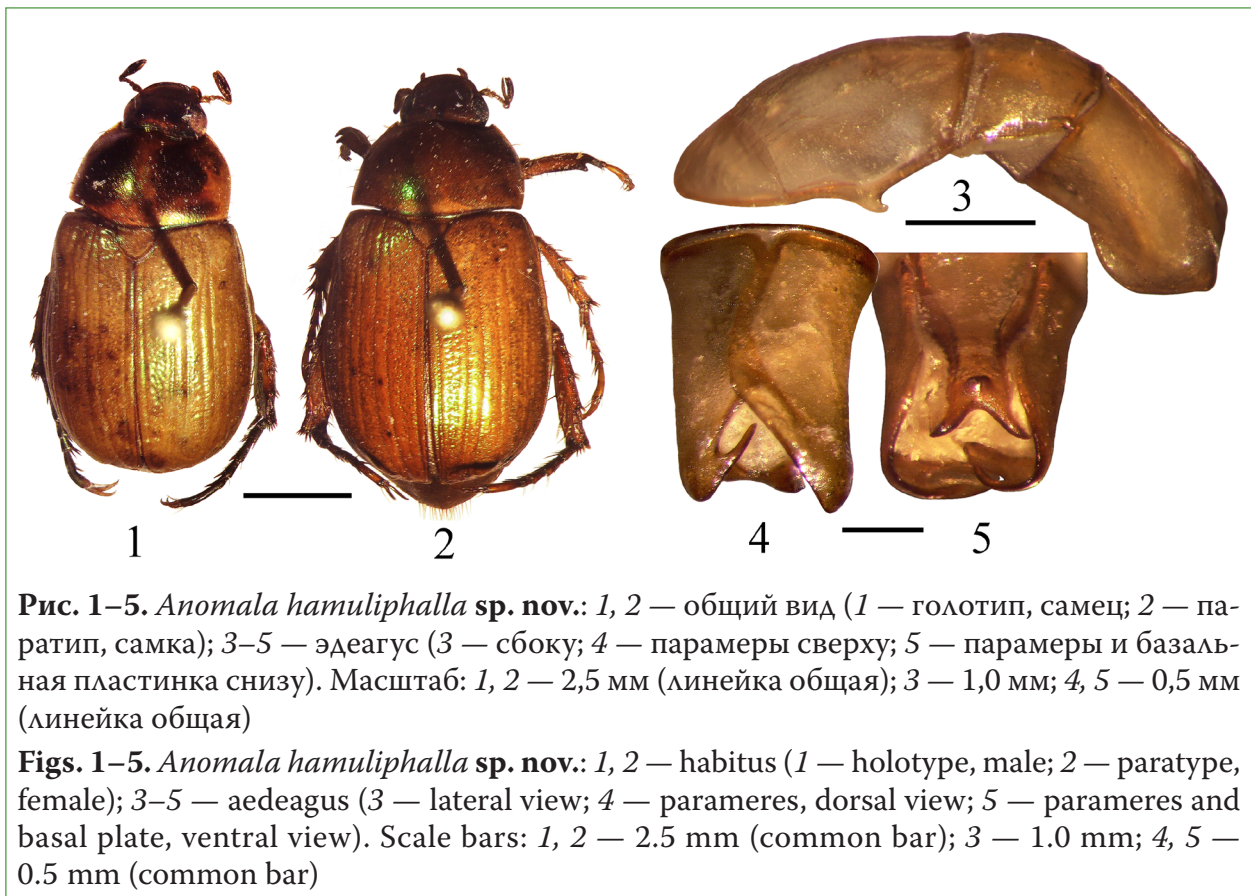 1
2
3
4
5
Рис. 1–5. Anomala hamuliphalla sp. nov.: 1, 2 — общий вид (1 — голотип, самец; 2 — па-
ратип, самка); 3–5 — эдеагус (3 — сбоку; 4 — парамеры сверху; 5 — парамеры и базаль-
ная пластинка снизу). Масштаб: 1, 2 — 2,5 мм (линейка общая); 3 — 1,0 мм; 4, 5 — 0,5 мм
(линейка общая)
Figs. 1–5. Anomala hamuliphalla sp. nov.: 1, 2 — habitus (1 — holotype, male; 2 — paratype,
female); 3–5 — aedeagus (3 — lateral view; 4 — parameres, dorsal view; 5 — parameres and
basal plate, ventral view). Scale bars: 1, 2 — 2.5 mm (common bar); 3 — 1.0 mm; 4, 5 —
0.5 mm (common bar)